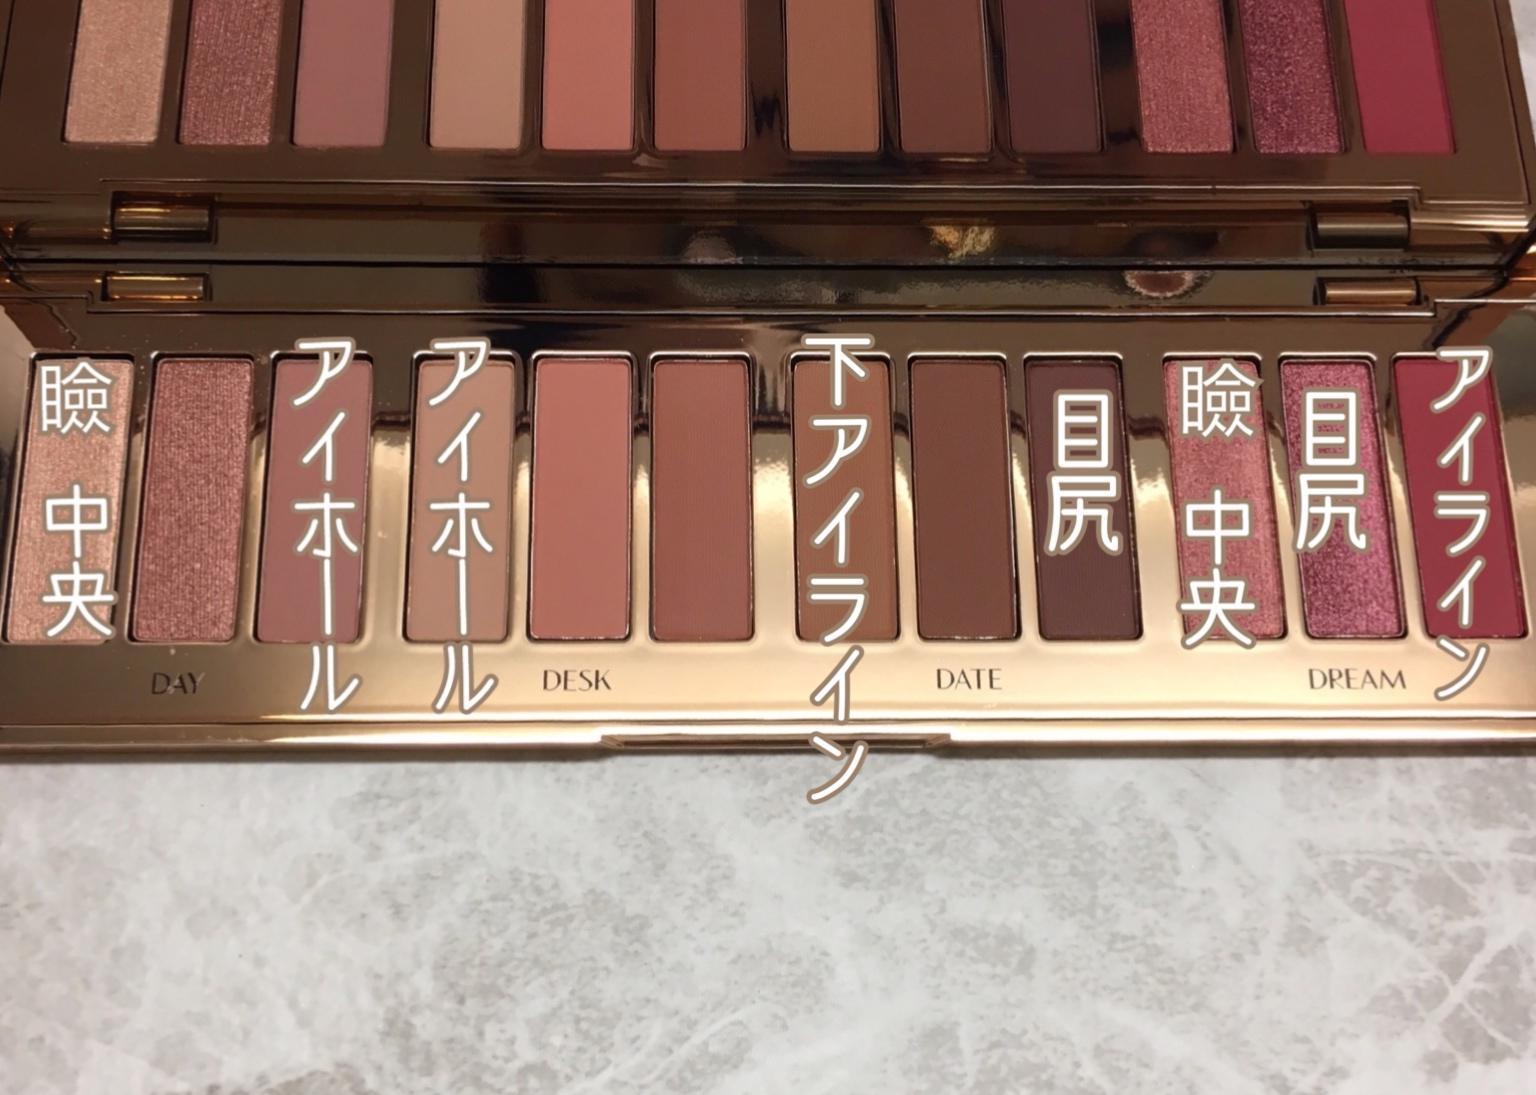 瞼 中央
アイホール
アイホール
下アイライン
目尻
瞼 中央
目尻
アイライン
DAY
DESK
DATE
DREAM